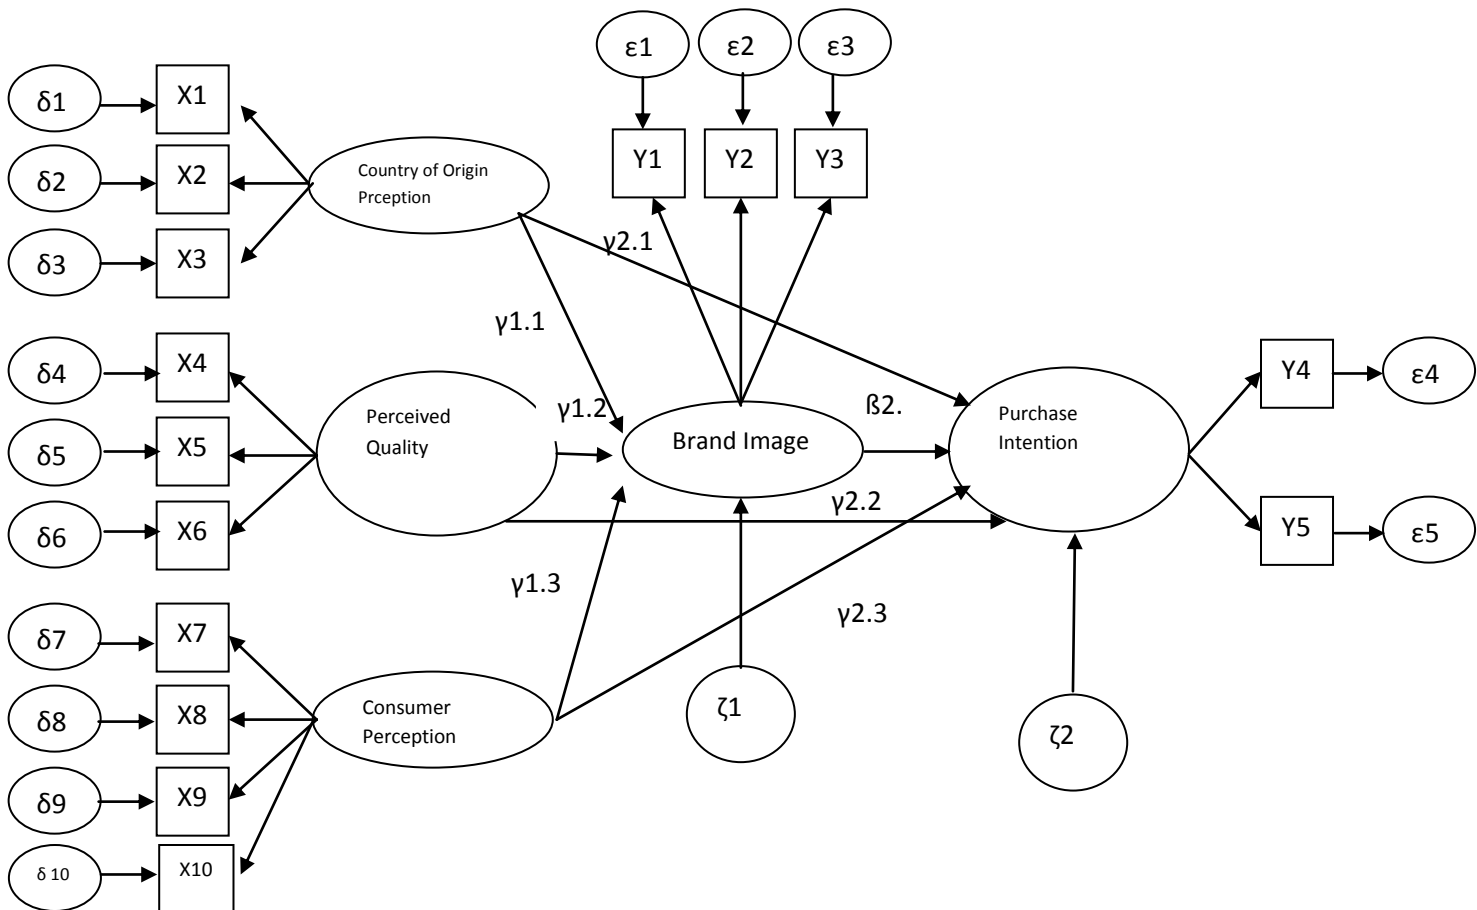 ε1
ε2
ε3
δ1
X1
Y1
Y2
Y3
δ2
X2
Country of Origin
Prception
δ3
X3
γ2.1
γ1.1
δ4
X4
Y4
ε4
γ1.2
ß2.
Perceived
Quality
Brand Image
Purchase
Intention
δ5
X5
γ2.2
δ6
X6
Y5
ε5
γ1.3
γ2.3
δ7
X7
δ8
X8
Consumer
Perception
ζ1
ζ2
δ9
X9
δ 10
X10